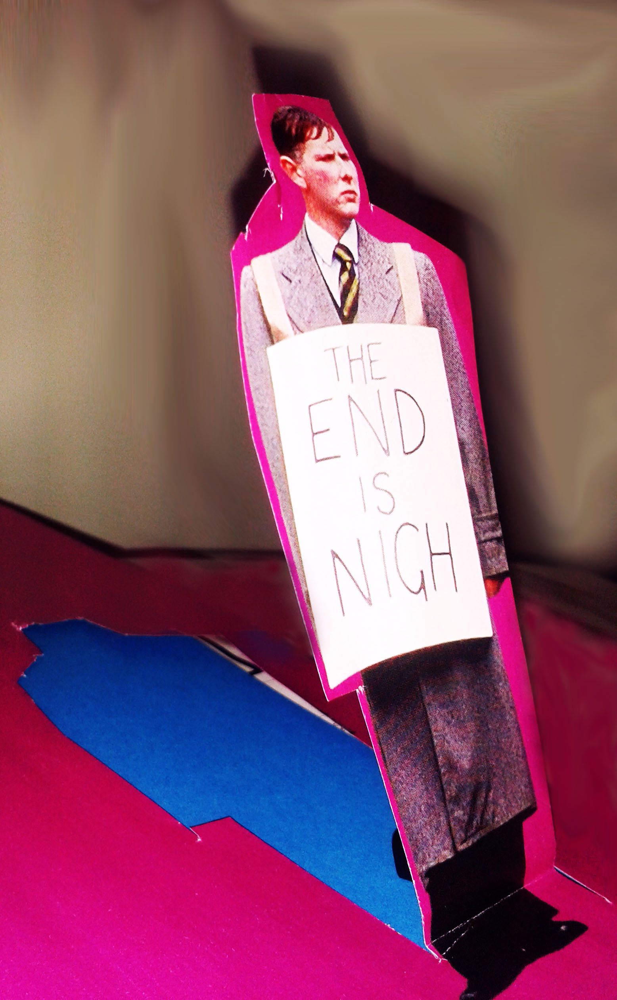 THE
END
IS
NIGH